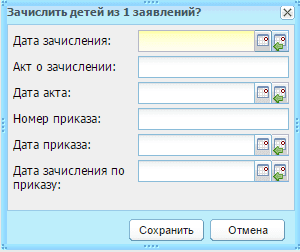 Зачислить детей из 1 заявлений?
Дата зачисления:
Акт о зачислении:
Дата акта:
Номер приказа:
Дата приказа:
Дата зачисления по
приказу:
Сохранить Отмена